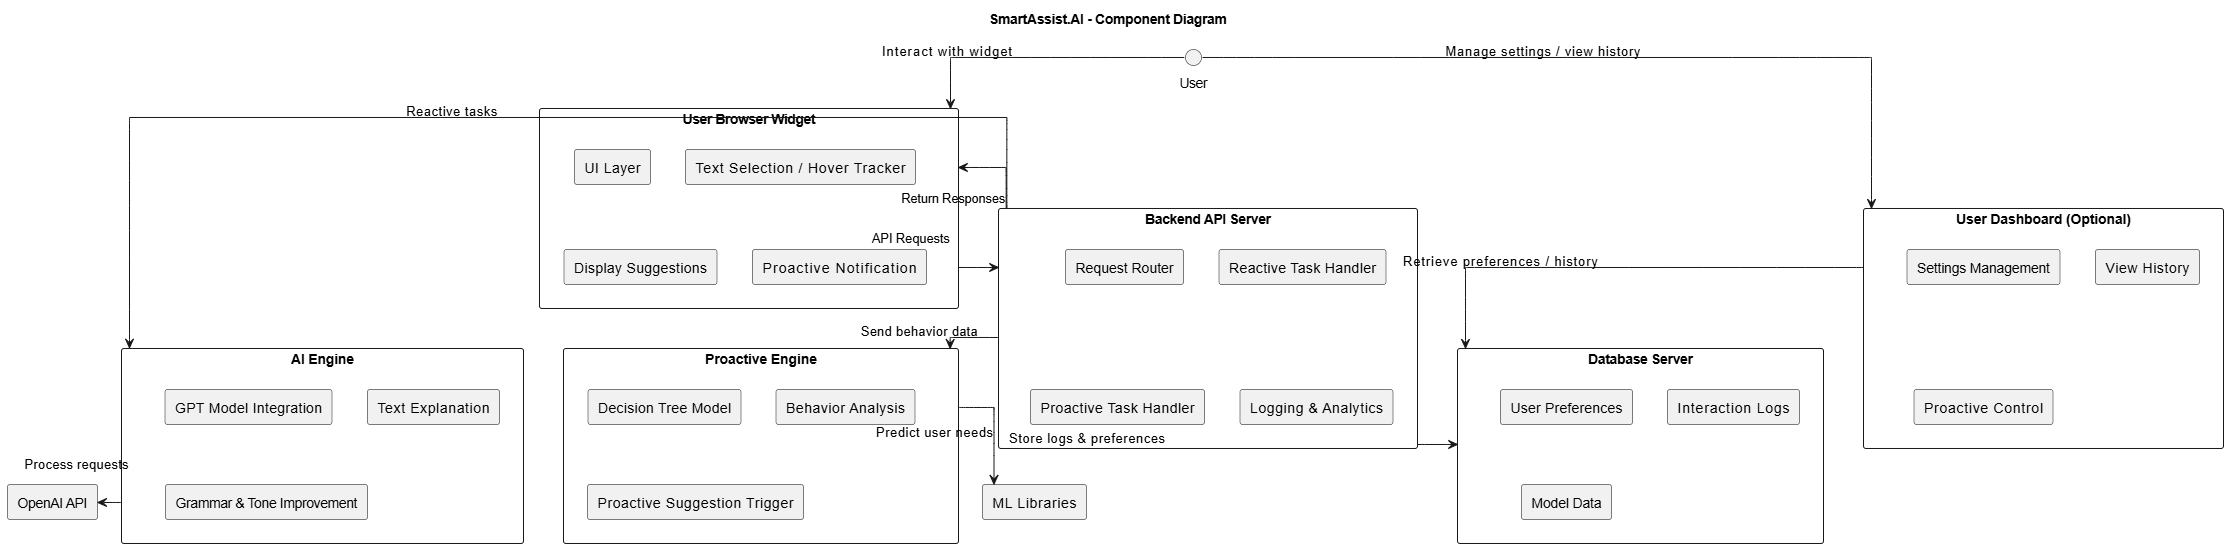 SmartAssist.AI - Component Diagram
Interact with widget
Manage settings / view history
User
Reactive tasks
User Browser Widget
UI Layer
Text Selection / Hover Tracker
Return Responses
API Requests
Display Suggestions
Proactive Notification
Backend API Server
Request Router
Reactive Task Handler
Proactive Task Handler
Logging & Analytics
Retrieve preferences / history
User Dashboard (Optional)
Settings Management
View History
Proactive Control
Send behavior data
AI Engine
GPT Model Integration
Text Explanation
Grammar & Tone Improvement
Process requests
OpenAI API
Proactive Engine
Decision Tree Model
Behavior Analysis
Proactive Suggestion Trigger
Predict user needs
Store logs & preferences
ML Libraries
Database Server
User Preferences
Interaction Logs
Model Data